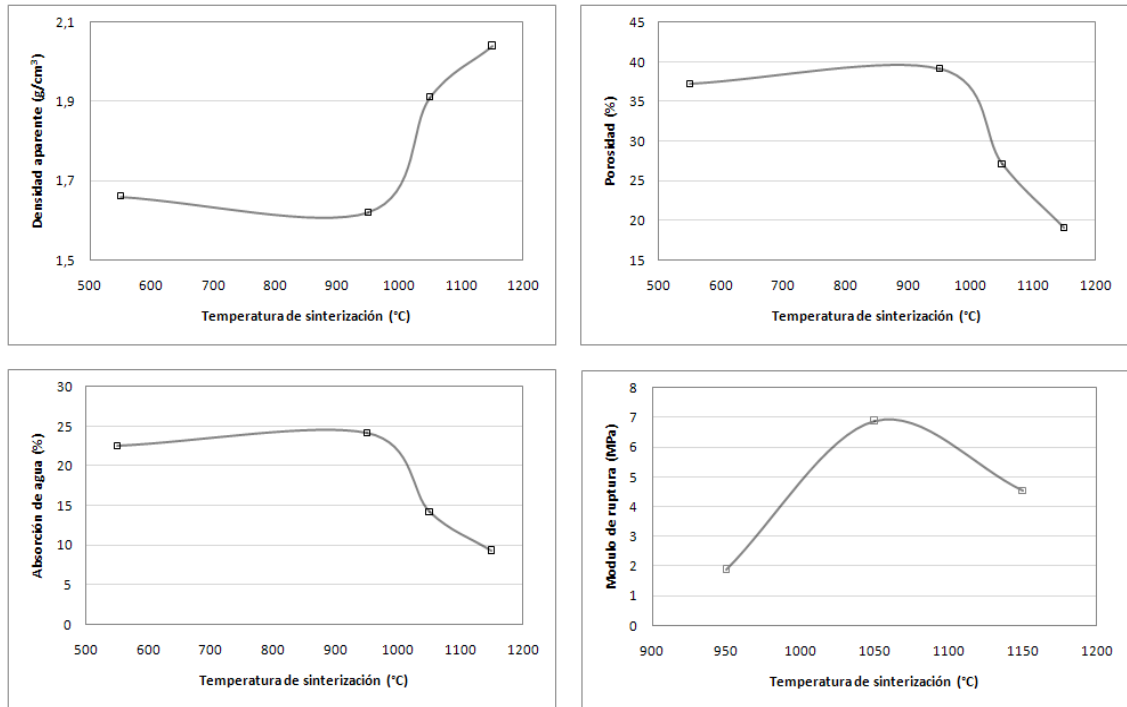 Densidad aparente (g/cm³)
2,1
1,9
1,7
1,5
500 600 700 800 900 1000 1100 1200
Temperatura de sinterización (°C)
Porosidad (%)
45
40
35
30
25
20
15
500 600 700 800 900 1000 1100 1200
Temperatura de sinterización (°C)
Absorción de agua (%)
30
25
20
15
10
5
0
500 600 700 800 900 1000 1100 1200
Temperatura de sinterización (°C)
Modulo de ruptura (MPa)
8
7
6
5
4
3
2
1
0
900 950 1000 1050 1100 1150 1200
Temperatura de sinterización (°C)